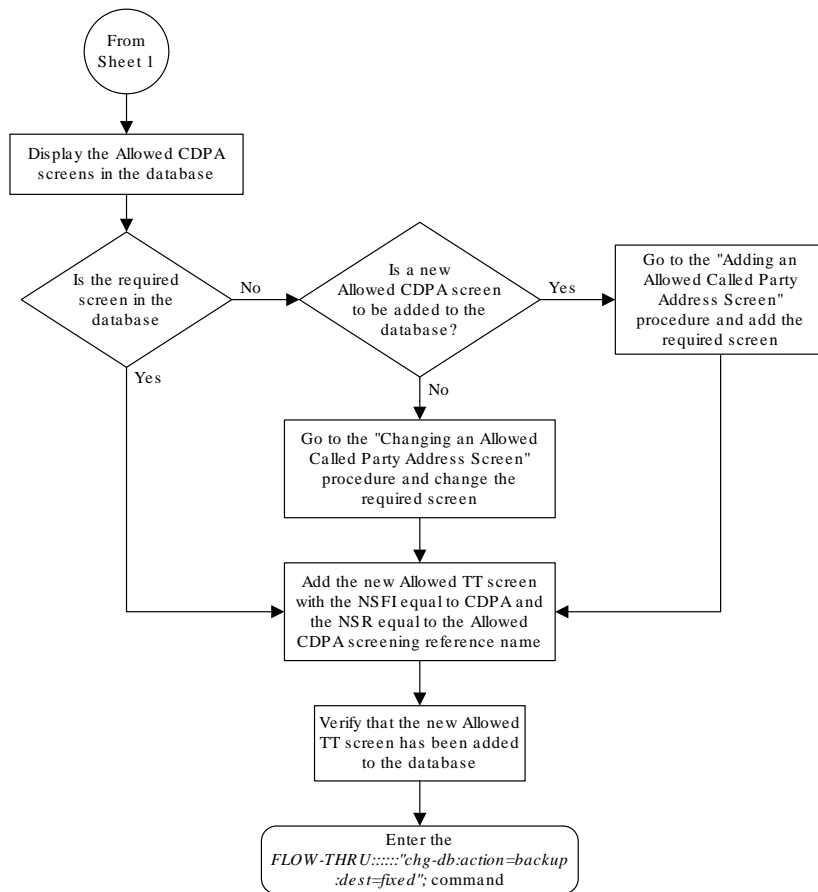 From
Sheet 1
Display the Allowed CDPA
screens in the database
Is the required
screen in the
database
No
Is a new
Allowed CDPA screen
to be added to the
database?
Yes
Go to the "Adding an
Allowed Called Party
Address Screen"
procedure and add the
required screen
Yes
No
Go to the "Changing an Allowed
Called Party Address Screen"
procedure and change the
required screen
Add the new Allowed TT screen
with the NSFI equal to CDPA and
the NSR equal to the Allowed
CDPA screening reference name
Verify that the new Allowed
TT screen has been added
to the database
Enter the
FLOW-THRU::::::"chg-db:action=backup
:dest=fixed"; command